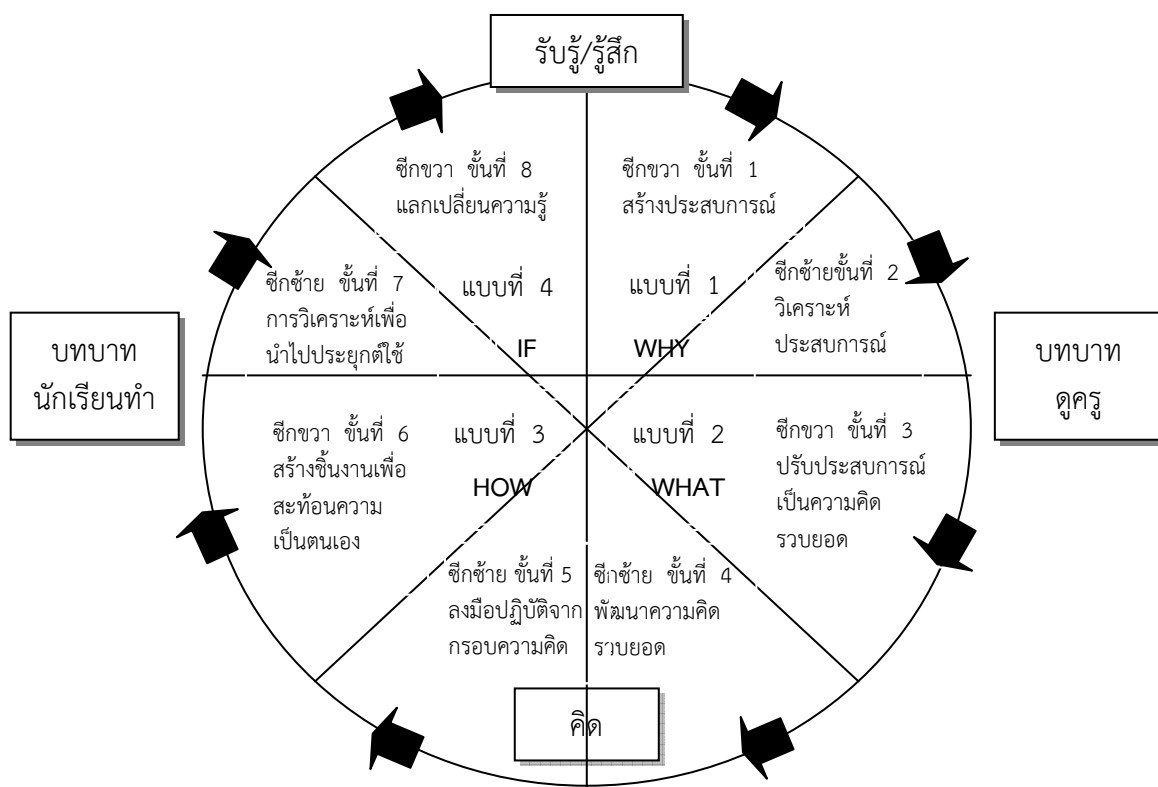 รับรู้/รู้สึก
ซีกขวา ขั้นที่ 8
แลกเปลี่ยนความรู้
ซีกขวา ขั้นที่ 1
สร้างประสบการณ์
ซีกซ้าย ขั้นที่ 7
การวิเคราะห์เพื่อ
นำไปประยุกต์ใช้
แบบที่ 4
IF
แบบที่ 1
WHY
ซีกซ้ายขั้นที่ 2
วิเคราะห์
ประสบการณ์
บทบาท
นักเรียนทำ
บทบาท
ดูครู
ซีกขวา ขั้นที่ 6
สร้างชิ้นงานเพื่อ
สะท้อนความ
เป็นตนเอง
แบบที่ 3
HOW
แบบที่ 2
WHAT
ซีกขวา ขั้นที่ 3
ปรับประสบการณ์
เป็นความคิด
รวบยอด
ซีกซ้าย ขั้นที่ 5
ลงมือปฏิบัติจาก
กรอบความคิด
ซีกซ้าย ขั้นที่ 4
พัฒนาความคิด
รวบยอด
คิด